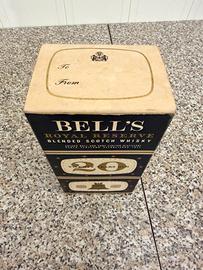 To
From
BELL'S
ROYAL RESERVE
BLENDED SCOTCH WHISKY
20